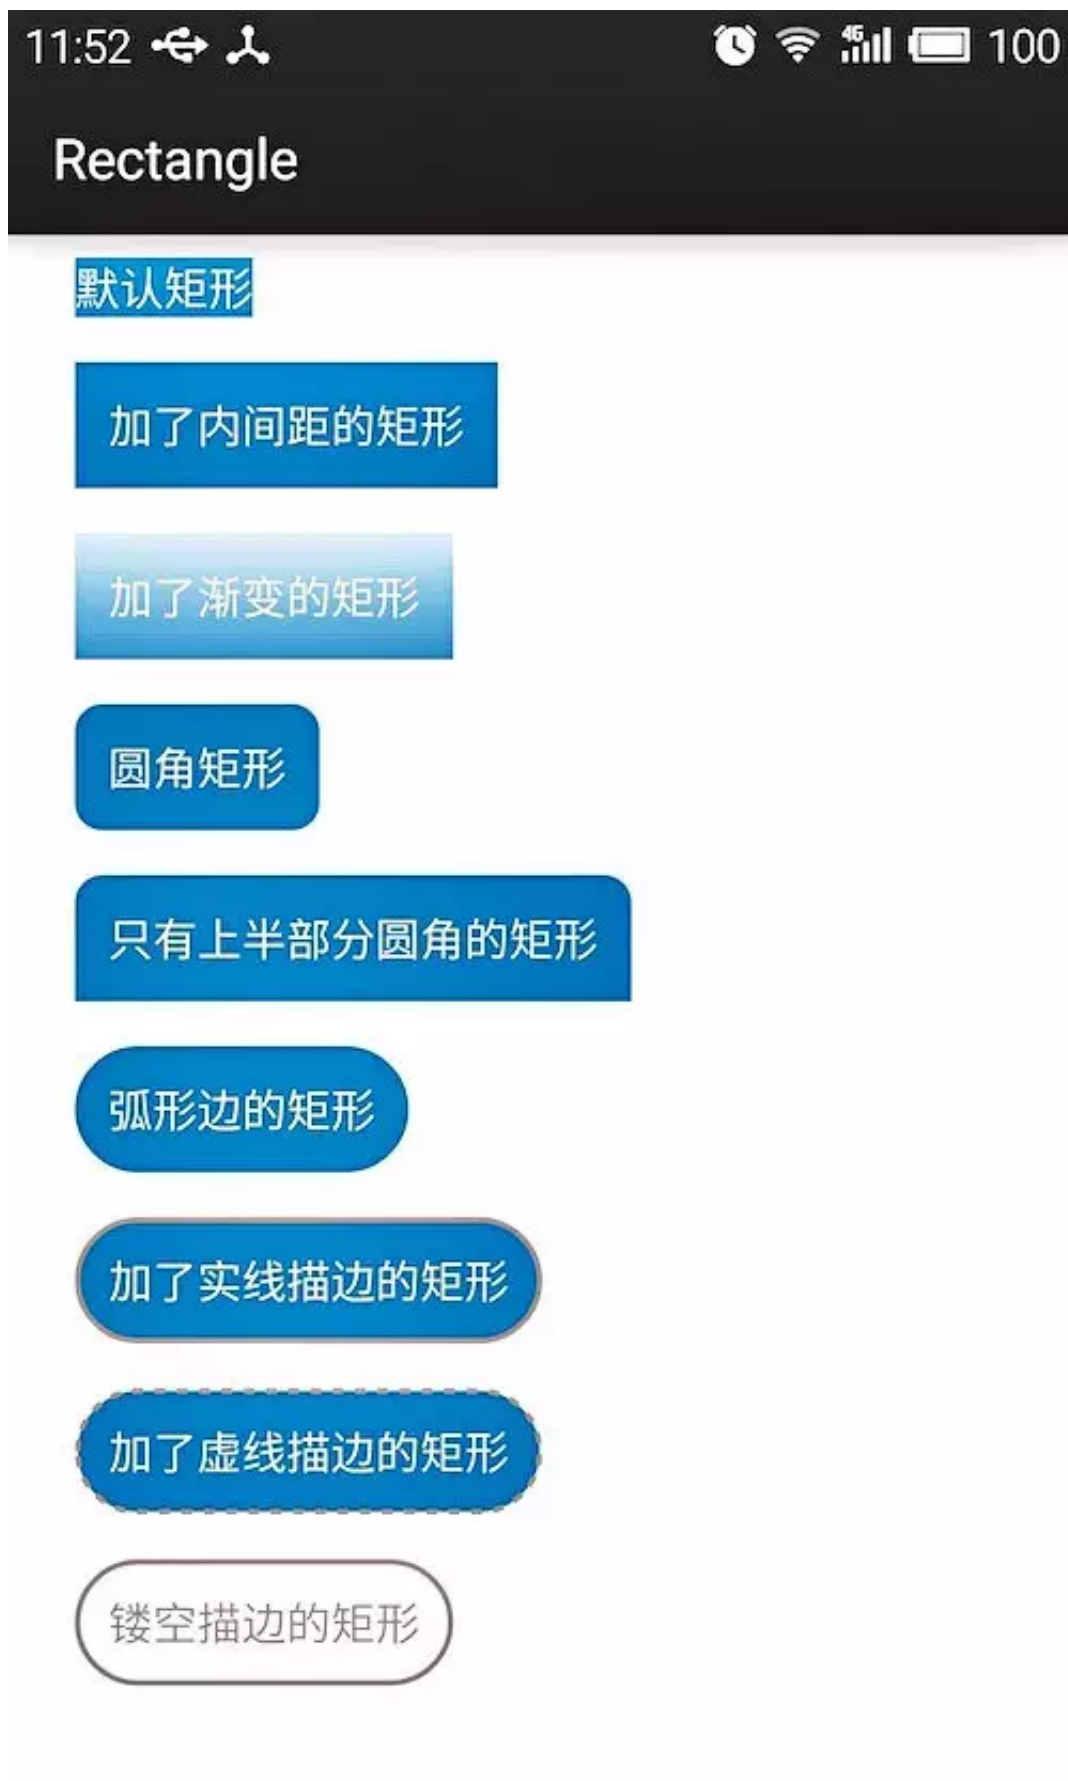 11:52 4G 100
Rectangle
默认矩形
加了内间距的矩形
加了渐变的矩形
圆角矩形
只有上半部分圆角的矩形
弧形边的矩形
加了实线描边的矩形
加了虚线描边的矩形
镂空描边的矩形